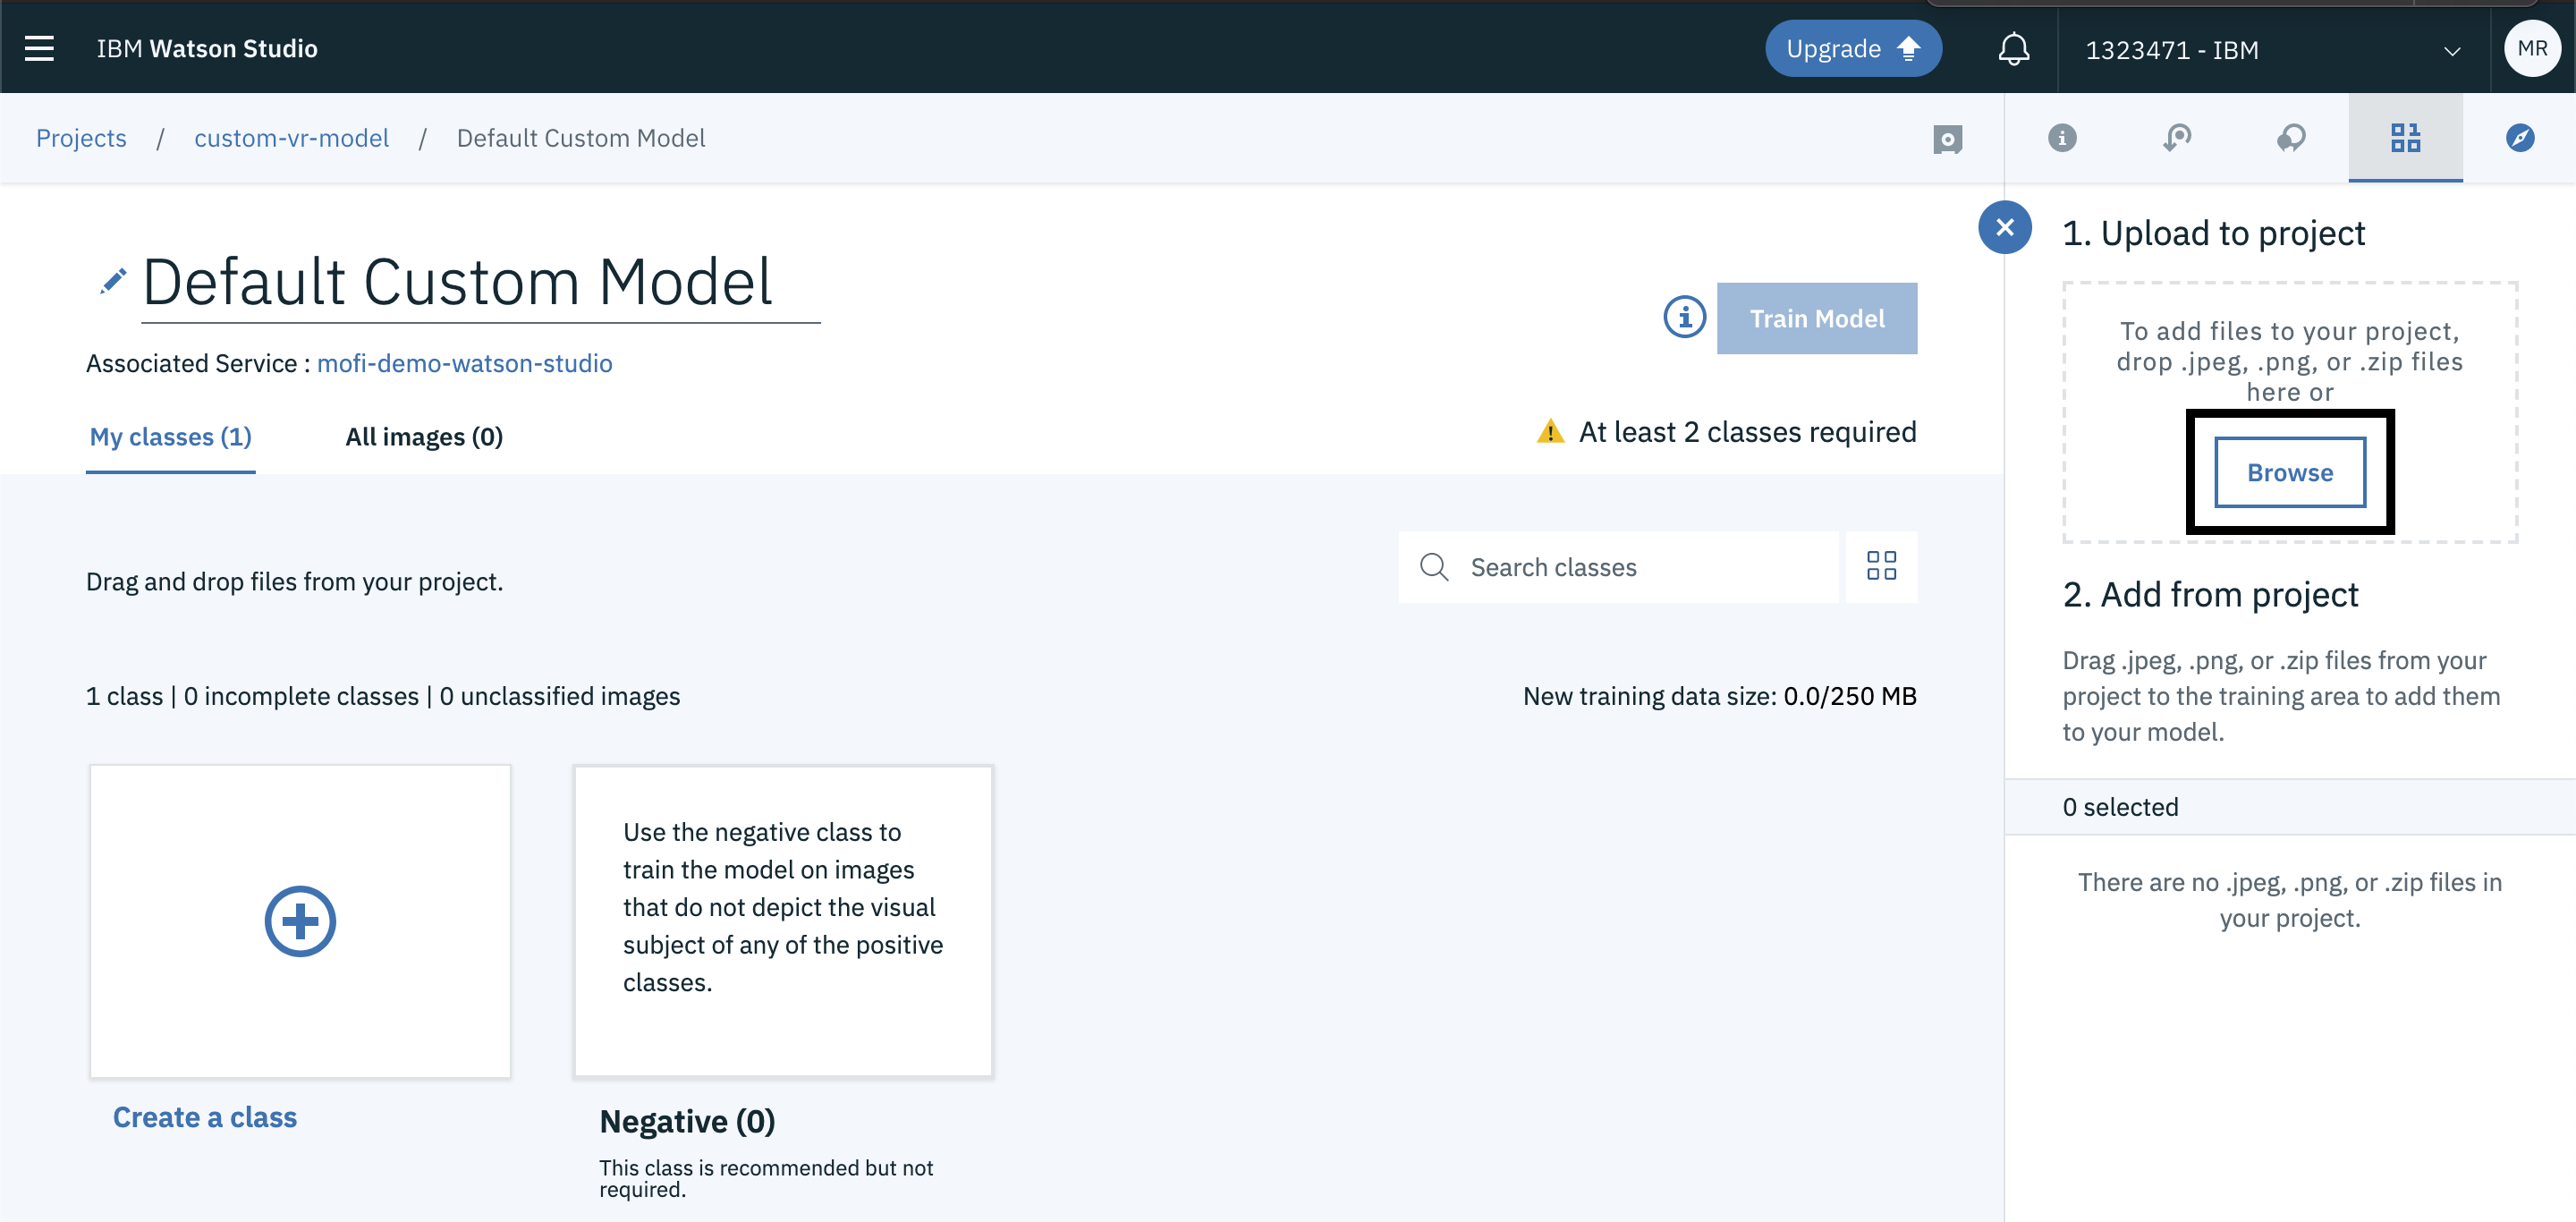 IBM Watson Studio
Upgrade
1323471 - IBM
MR
Projects / custom-vr-model / Default Custom Model
Default Custom Model
Train Model
Associated Service : mofi-demo-watson-studio
My classes (1)
All images (0)
At least 2 classes required
Drag and drop files from your project.
Search classes
1 class | 0 incomplete classes | 0 unclassified images
New training data size: 0.0/250 MB
Create a class
Use the negative class to
train the model on images
that do not depict the visual
subject of any of the positive
classes.
Negative (0)
This class is recommended but not
required.
1. Upload to project
To add files to your project,
drop .jpeg, .png, or .zip files
here or
Browse
2. Add from project
Drag .jpeg, .png, or .zip files from your
project to the training area to add them
to your model.
0 selected
There are no .jpeg, .png, or .zip files in
your project.